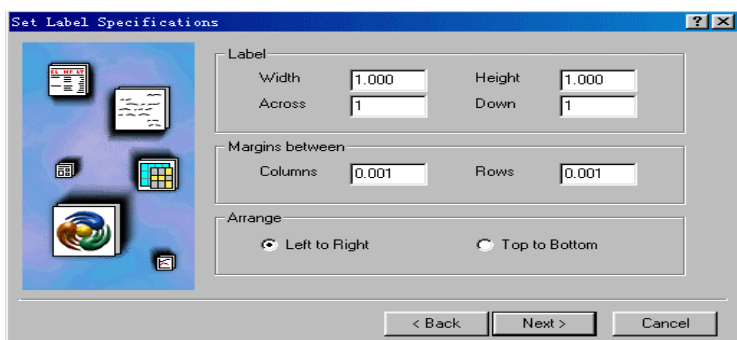 Set Label Specifications
Label
Width 1.000 Height 1.000
Across 1 Down 1
Margins between
Columns 0.001 Rows 0.001
Arrange
Left to Right Top to Bottom
< Back Next > Cancel